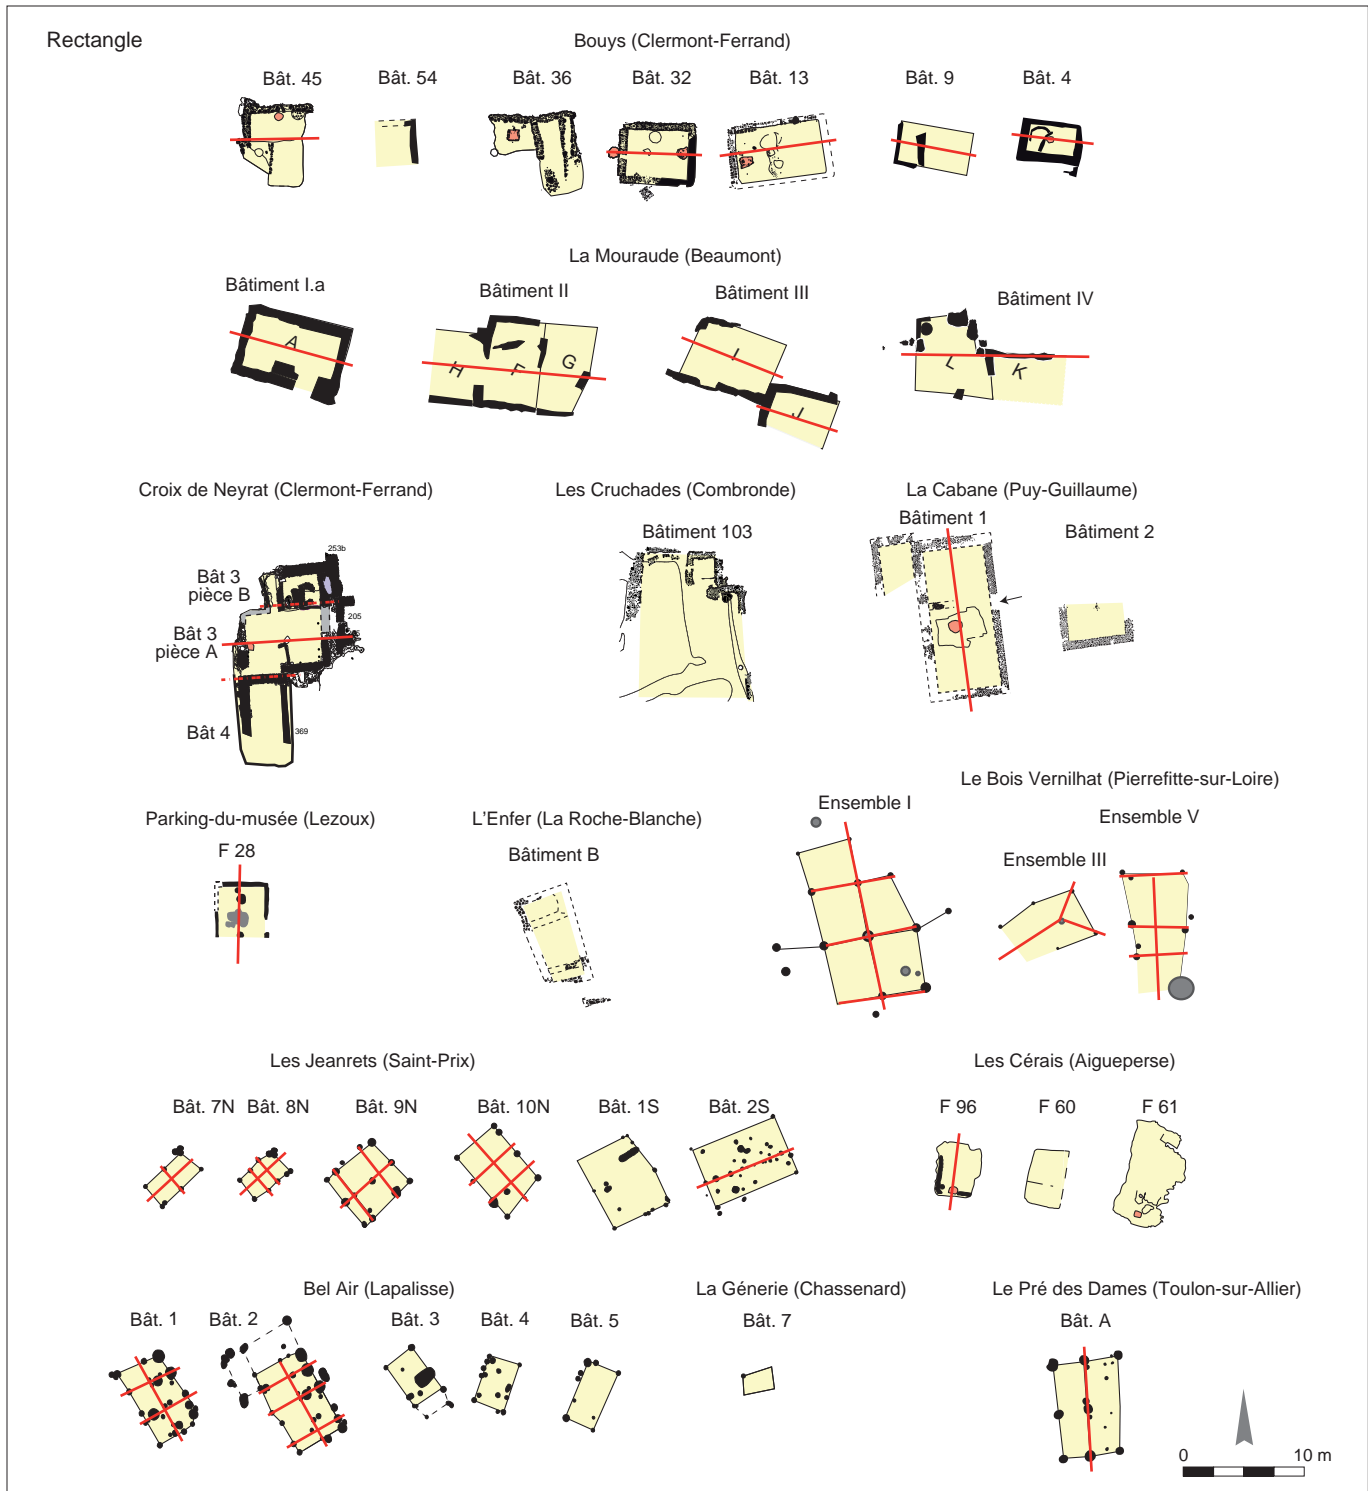 Rectangle
Bouys (Clermont-Ferrand)
Bât. 45
Bât. 54
Bât. 36
Bât. 32
Bât. 13
Bât. 9
Bât. 4
La Mouraude (Beaumont)
Bâtiment I.a
Bâtiment II
Bâtiment III
Bâtiment IV
A
H
F
G
I
J
L
K
Croix de Neyrat (Clermont-Ferrand)
Les Cruchades (Combronde)
La Cabane (Puy-Guillaume)
Bâtiment 103
Bâtiment 1
Bâtiment 2
253b
Bât 3
pièce B
205
Bât 3
pièce A
Bât 4
369
Le Bois Vernilhat (Pierrefitte-sur-Loire)
Parking-du-musée (Lezoux)
L'Enfer (La Roche-Blanche)
Ensemble I
Ensemble V
F 28
Bâtiment B
Ensemble III
Les Jeanrets (Saint-Prix)
Les Cérais (Aigueperse)
Bât. 7N
Bât. 8N
Bât. 9N
Bât. 10N
Bât. 1S
Bât. 2S
F 96
F 60
F 61
Bel Air (Lapalisse)
La Génerie (Chassenard)
Le Pré des Dames (Toulon-sur-Allier)
Bât. 1
Bât. 2
Bât. 3
Bât. 4
Bât. 5
Bât. 7
Bât. A
0
10 m